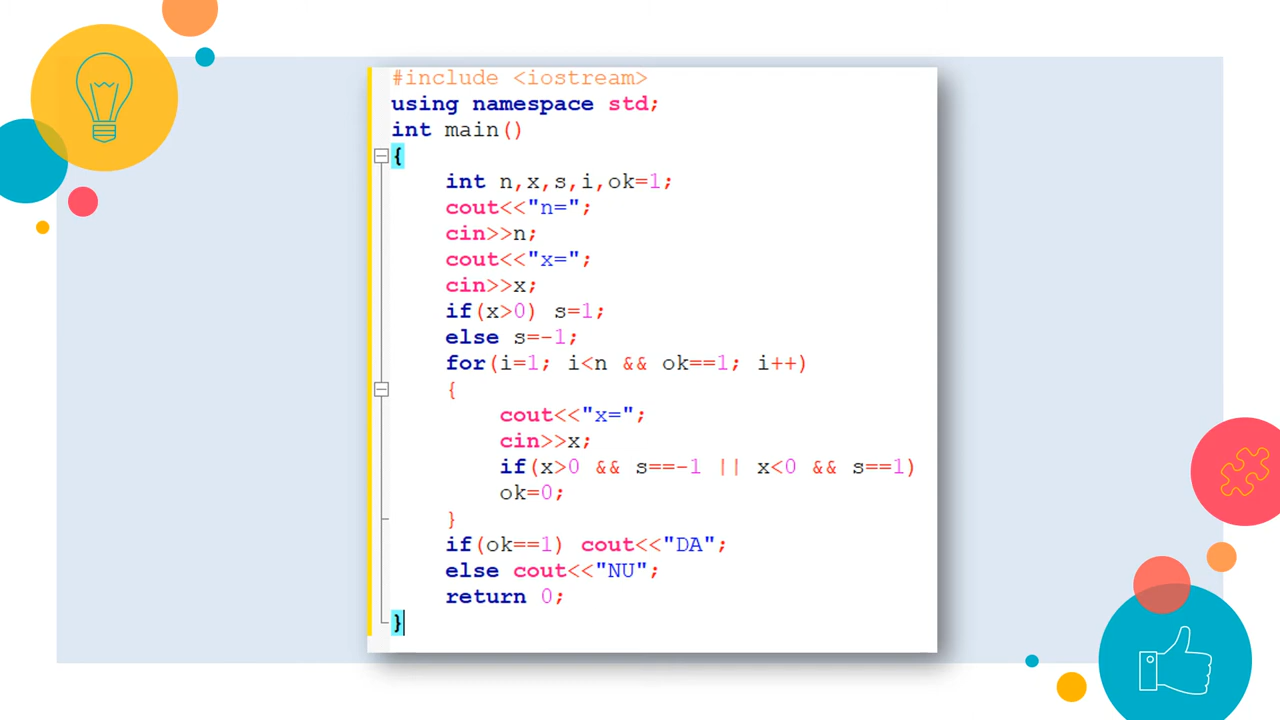 #include <iostream>
using namespace std;
int main()
{
int n,x,s,i,ok=1;
cout<<"n=";
cin>>n;
cout<<"x=";
cin>>x;
if(x>0) s=1;
else s=-1;
for(i=1; i<n && ok==1; i++)
{
cout<<"x=";
cin>>x;
if(x>0 && s==-1 || x<0 && s==1)
ok=0;
}
if(ok==1) cout<<"DA";
else cout<<"NU";
return 0;
}